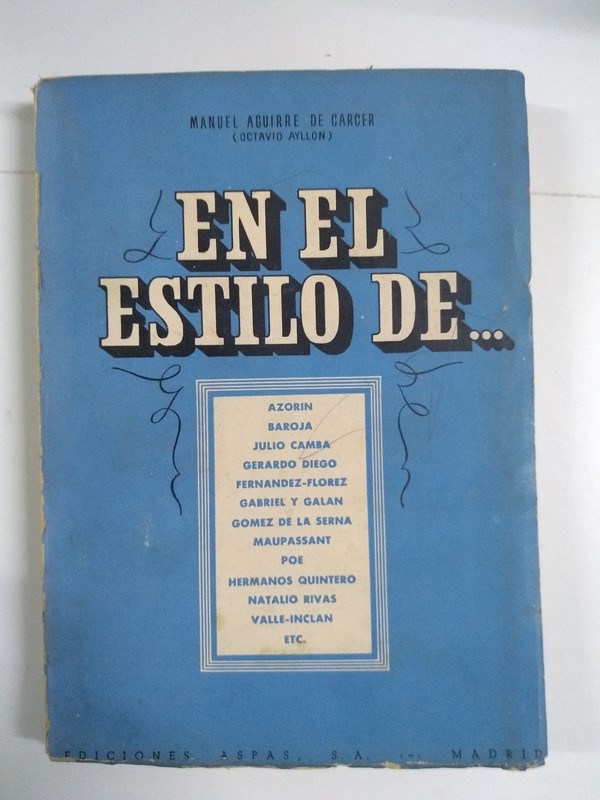 MANUEL AGUIRRE DE CARCER
(OCTAVIO AYLLON)
EN EL
ESTILO DE...
AZORIN
BAROJA
JULIO CAMBA
GERARDO DIEGO
FERNANDEZ-FLOREZ
GABRIEL Y GALAN
GOMEZ DE LA SERNA
MAUPASSANT
POE
HERMANOS QUINTERO
NATALIO RIVAS
VALLE-INCLAN
ETC.
EDICIONES ASPAS, S.A. :-: MADRID